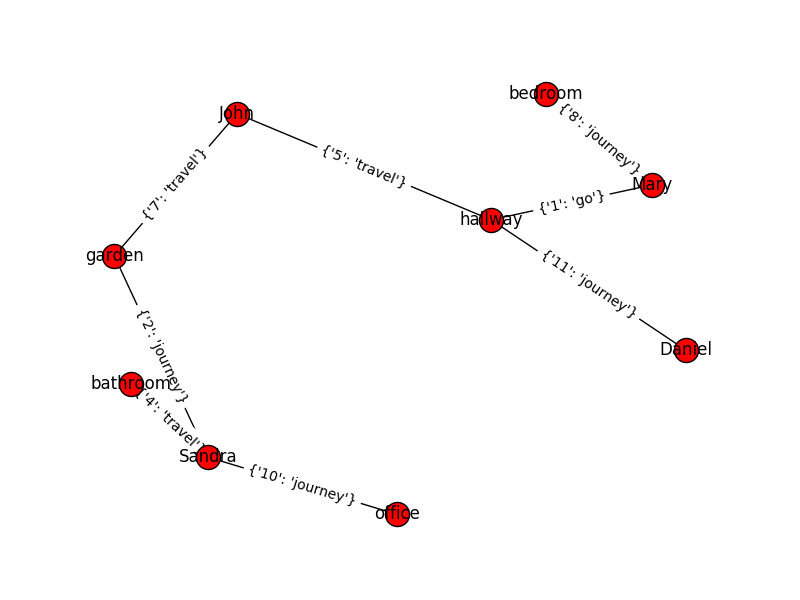 bedroom
John
{'8': 'journey'}
{'5': 'travel'}
{'7': 'travel'}
Mary
{'1': 'go'}
hallway
garden
{'11': 'journey'}
Daniel
{'2': 'journey'}
bathroom
{'4': 'travel'}
Sandra
{'10': 'journey'}
office